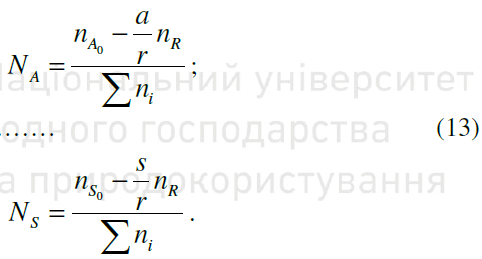 N_A = (n_{A_0} − (a/r) n_R) / ∑ n_i ;
Національний університет
....... (13)
водного господарства
та природокористування
N_S = (n_{S_0} − (s/r) n_R) / ∑ n_i .